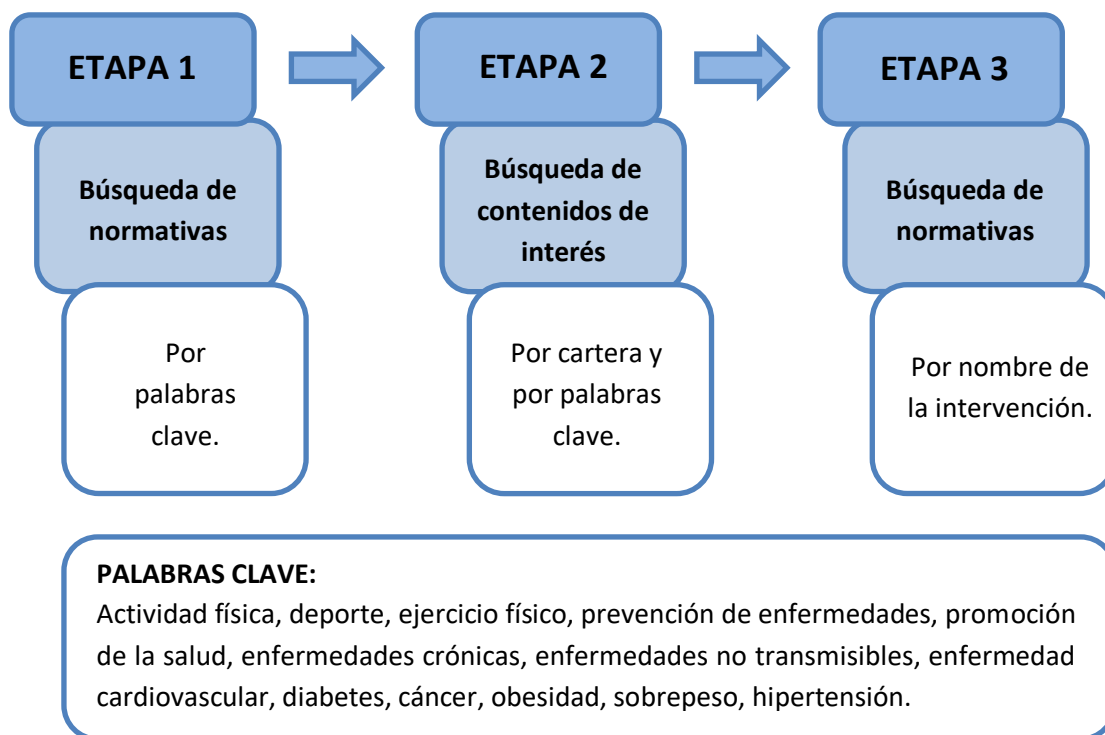 ETAPA 1
Búsqueda de
normativas
Por
palabras
clave.
ETAPA 2
Búsqueda de
contenidos de
interés
Por cartera y
por palabras
clave.
ETAPA 3
Búsqueda de
normativas
Por nombre de
la intervención.
PALABRAS CLAVE:
Actividad física, deporte, ejercicio físico, prevención de enfermedades, promoción
de la salud, enfermedades crónicas, enfermedades no transmisibles, enfermedad
cardiovascular, diabetes, cáncer, obesidad, sobrepeso, hipertensión.